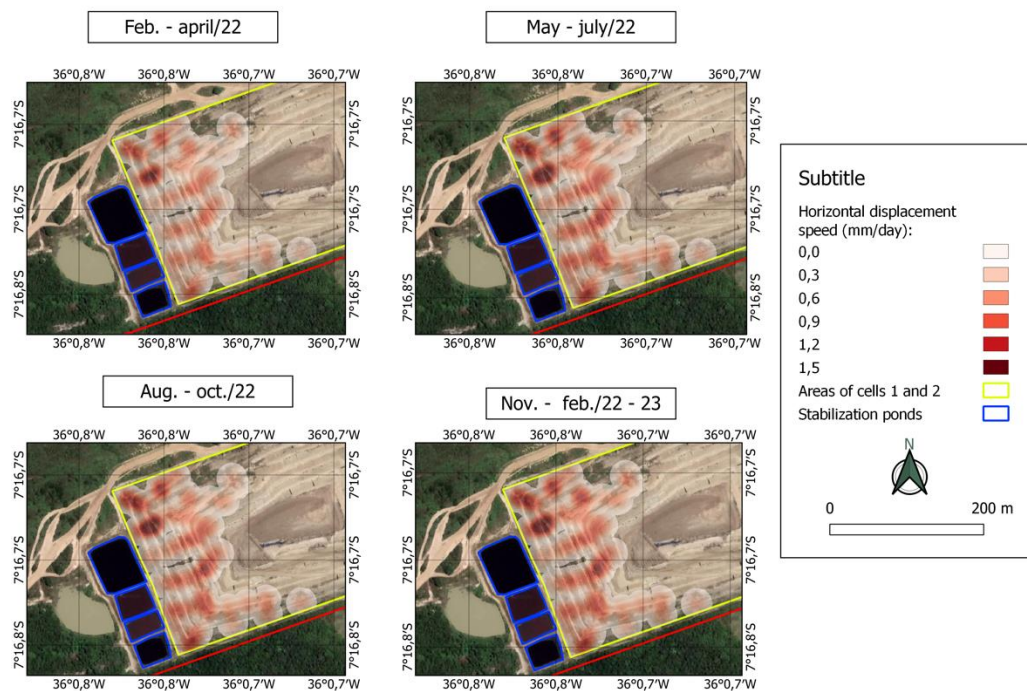 Feb. - april/22
May - july/22
36°0,8'W 36°0,8'W 36°0,7'W 36°0,7'W
7°16,7'S
7°16,7'S
7°16,8'S
7°16,7'S
7°16,7'S
7°16,8'S
36°0,8'W 36°0,8'W 36°0,7'W 36°0,7'W
36°0,8'W 36°0,8'W 36°0,7'W 36°0,7'W
7°16,7'S
7°16,7'S
7°16,8'S
7°16,7'S
7°16,7'S
7°16,8'S
36°0,8'W 36°0,8'W 36°0,7'W 36°0,7'W
Subtitle
Horizontal displacement
speed (mm/day):
0,0
0,3
0,6
0,9
1,2
1,5
Areas of cells 1 and 2
Stabilization ponds
N
0 200 m
Aug. - oct./22
Nov. - feb./22 - 23
36°0,8'W 36°0,8'W 36°0,7'W 36°0,7'W
7°16,7'S
7°16,7'S
7°16,8'S
7°16,7'S
7°16,7'S
7°16,8'S
36°0,8'W 36°0,8'W 36°0,7'W 36°0,7'W
36°0,8'W 36°0,8'W 36°0,7'W 36°0,7'W
7°16,7'S
7°16,7'S
7°16,8'S
7°16,7'S
7°16,7'S
7°16,8'S
36°0,8'W 36°0,8'W 36°0,7'W 36°0,7'W